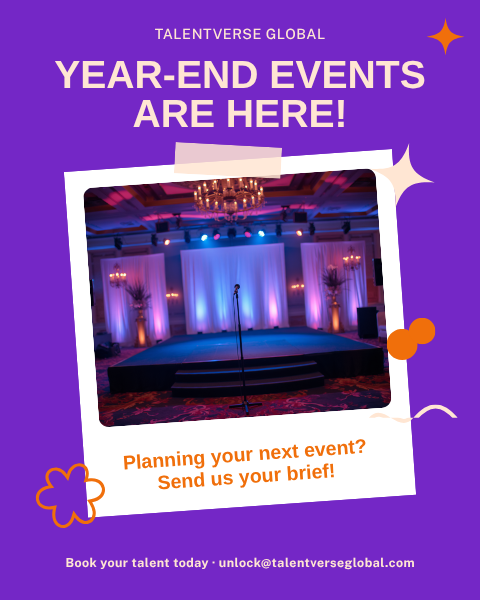 TALENTVERSE GLOBAL
YEAR-END EVENTS
ARE HERE!
Planning your next event?
Send us your brief!
Book your talent today · unlock@talentverseglobal.com